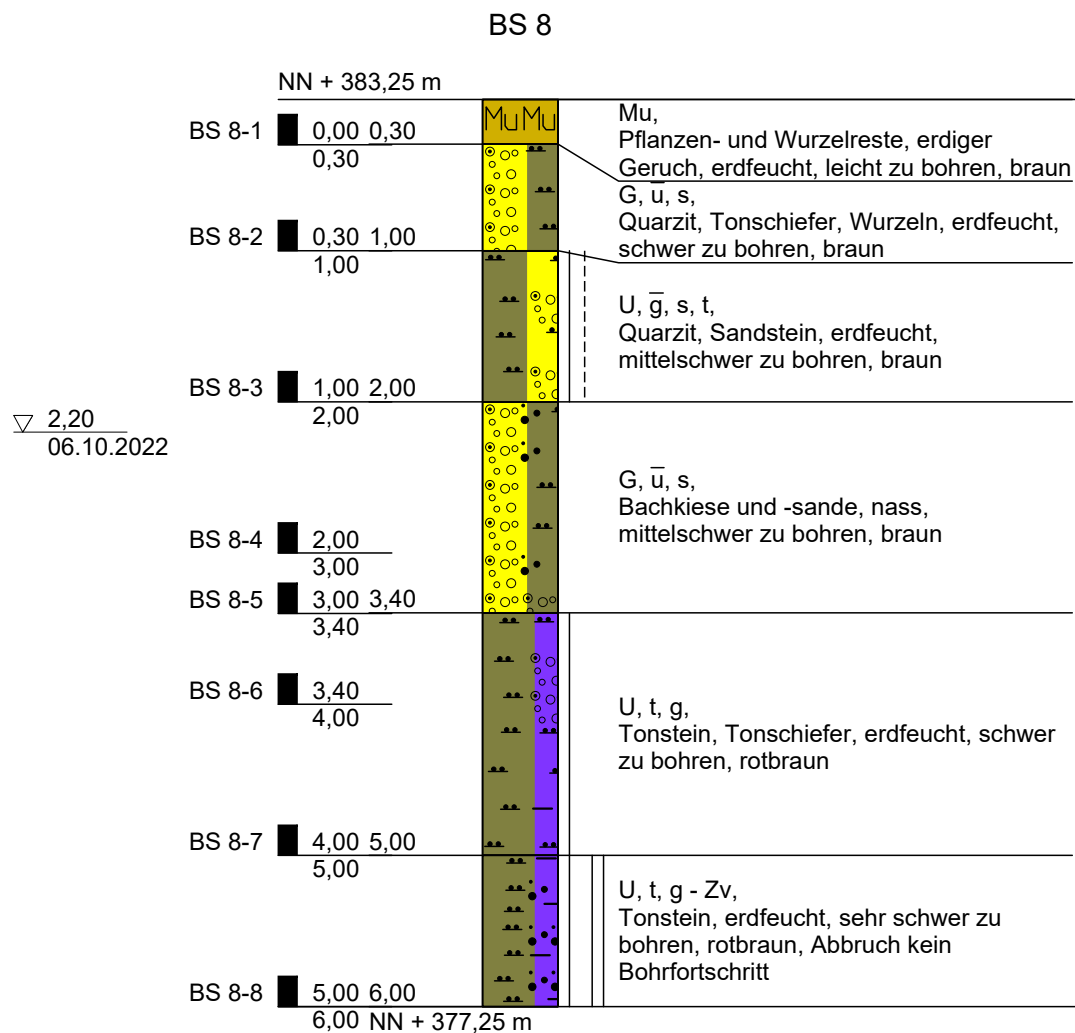 BS 8
NN + 383,25 m
Mu Mu
BS 8-1
0,00 0,30
0,30
Mu,
Pflanzen- und Wurzelreste, erdiger
Geruch, erdfeucht, leicht zu bohren, braun
BS 8-2
0,30 1,00
1,00
G, u̅, s,
Quarzit, Tonschiefer, Wurzeln, erdfeucht,
schwer zu bohren, braun
BS 8-3
1,00 2,00
2,00
U, g̅, s, t,
Quarzit, Sandstein, erdfeucht,
mittelschwer zu bohren, braun
2,20
06.10.2022
BS 8-4
2,00
3,00
G, u̅, s,
Bachkiese und -sande, nass,
mittelschwer zu bohren, braun
BS 8-5
3,00 3,40
3,40
BS 8-6
3,40
4,00
U, t, g,
Tonstein, Tonschiefer, erdfeucht, schwer
zu bohren, rotbraun
BS 8-7
4,00 5,00
5,00
U, t, g - Zv,
Tonstein, erdfeucht, sehr schwer zu
bohren, rotbraun, Abbruch kein
Bohrfortschritt
BS 8-8
5,00 6,00
6,00 NN + 377,25 m